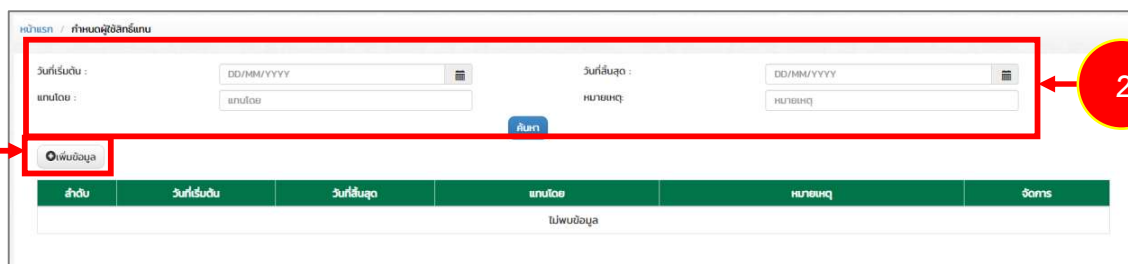 หน้าแรก / กำหนดผู้ใช้สิทธิ์แทน
วันที่เริ่มต้น : DD/MM/YYYY วันที่สิ้นสุด : DD/MM/YYYY
แทนโดย : แทนโดย หมายเหตุ: หมายเหตุ
2
ค้นหา
เพิ่มข้อมูล
ลำดับ วันที่เริ่มต้น วันที่สิ้นสุด แทนโดย หมายเหตุ จัดการ
ไม่พบข้อมูล